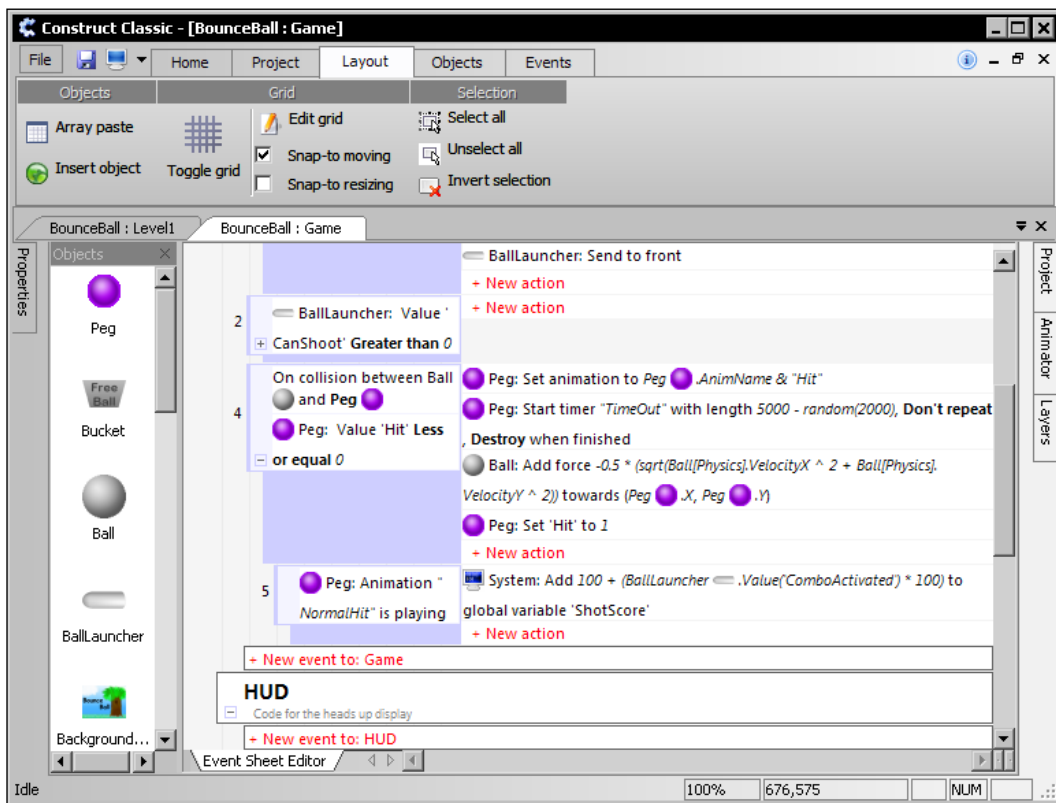 Construct Classic - [BounceBall : Game]
File Home Project Layout Objects Events
Objects Grid Selection
Array paste
Insert object
Toggle grid
Edit grid
Snap-to moving
Snap-to resizing
Select all
Unselect all
Invert selection
BounceBall : Level1 BounceBall : Game
Properties
Objects
Peg
Free
Ball
Bucket
Ball
BallLauncher
Bounce
Ball
Background...
BallLauncher: Send to front
+ New action
+ New action
2
BallLauncher: Value '
CanShoot' Greater than 0
4
On collision between Ball
and Peg
Peg: Value 'Hit' Less
or equal 0
Peg: Set animation to Peg .AnimName & "Hit"
Peg: Start timer "TimeOut" with length 5000 - random(2000), Don't repeat
, Destroy when finished
Ball: Add force -0.5 * (sqrt(Ball[Physics].VelocityX ^ 2 + Ball[Physics].
VelocityY ^ 2)) towards (Peg .X, Peg .Y)
Peg: Set 'Hit' to 1
+ New action
5
Peg: Animation "
NormalHit" is playing
System: Add 100 + (BallLauncher .Value('ComboActivated') * 100) to
global variable 'ShotScore'
+ New action
+ New event to: Game
HUD
Code for the heads up display
+ New event to: HUD
Event Sheet Editor
Project
Animator
Layers
Idle 100% 676,575 NUM